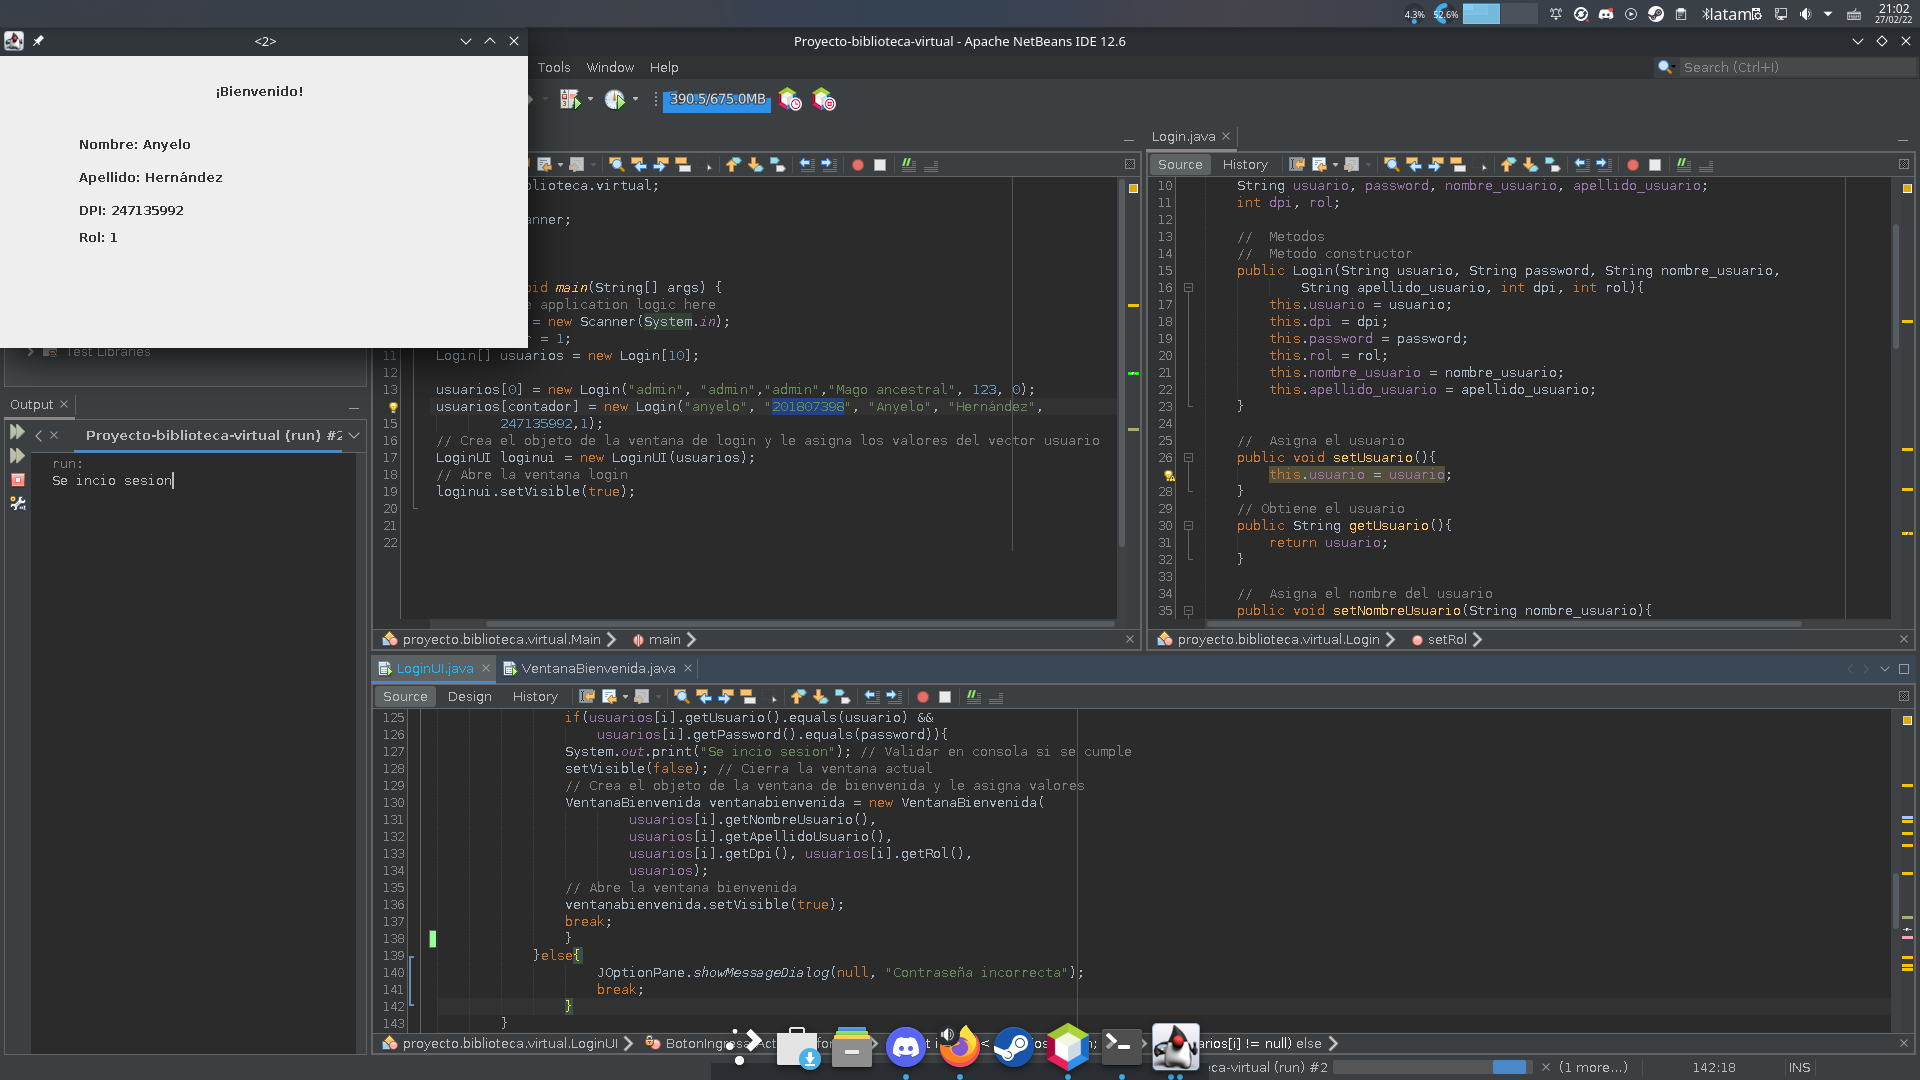 4.3%
52.6%
latam
21:02
27/02/22
<2>
Proyecto-biblioteca-virtual - Apache NetBeans IDE 12.6
Tools Window Help
Search (Ctrl+I)
390.5/675.0MB
¡Bienvenido!
Nombre: Anyelo
Apellido: Hernández
DPI: 247135992
Rol: 1
Test Libraries
Output
Proyecto-biblioteca-virtual (run) #2
run:
Se incio sesion
blioteca.virtual;
anner;
id main(String[] args) {
e application logic here
= new Scanner(System.in);
r = 1;
11 Login[] usuarios = new Login[10];
12
13 usuarios[0] = new Login("admin", "admin","admin","Mago ancestral", 123, 0);
usuarios[contador] = new Login("anyelo", "201807398", "Anyelo", "Hernández",
15 247135992,1);
16 // Crea el objeto de la ventana de login y le asigna los valores del vector usuario
17 LoginUI loginui = new LoginUI(usuarios);
18 // Abre la ventana login
19 loginui.setVisible(true);
20
21
22
proyecto.biblioteca.virtual.Main
main
Login.java
Source History
10 String usuario, password, nombre_usuario, apellido_usuario;
11 int dpi, rol;
12
13 // Metodos
14 // Metodo constructor
15 public Login(String usuario, String password, String nombre_usuario,
16 String apellido_usuario, int dpi, int rol){
17 this.usuario = usuario;
18 this.dpi = dpi;
19 this.password = password;
20 this.rol = rol;
21 this.nombre_usuario = nombre_usuario;
22 this.apellido_usuario = apellido_usuario;
23 }
24
25 // Asigna el usuario
26 public void setUsuario(){
this.usuario = usuario;
28 }
29 // Obtiene el usuario
30 public String getUsuario(){
31 return usuario;
32 }
33
34 // Asigna el nombre del usuario
35 public void setNombreUsuario(String nombre_usuario){
proyecto.biblioteca.virtual.Login
setRol
LoginUI.java
VentanaBienvenida.java
Source Design History
125 if(usuarios[i].getUsuario().equals(usuario) &&
126 usuarios[i].getPassword().equals(password)){
127 System.out.print("Se incio sesion"); // Validar en consola si se cumple
128 setVisible(false); // Cierra la ventana actual
129 // Crea el objeto de la ventana de bienvenida y le asigna valores
130 VentanaBienvenida ventanabienvenida = new VentanaBienvenida(
131 usuarios[i].getNombreUsuario(),
132 usuarios[i].getApellidoUsuario(),
133 usuarios[i].getDpi(), usuarios[i].getRol(),
134 usuarios);
135 // Abre la ventana bienvenida
136 ventanabienvenida.setVisible(true);
137 break;
138 }
139 }else{
140 JOptionPane.showMessageDialog(null, "Contraseña incorrecta");
141 break;
142 }
143 }
proyecto.biblioteca.virtual.LoginUI
!= null) else
ca-virtual (run) #2
(1 more...)
142:18
INS